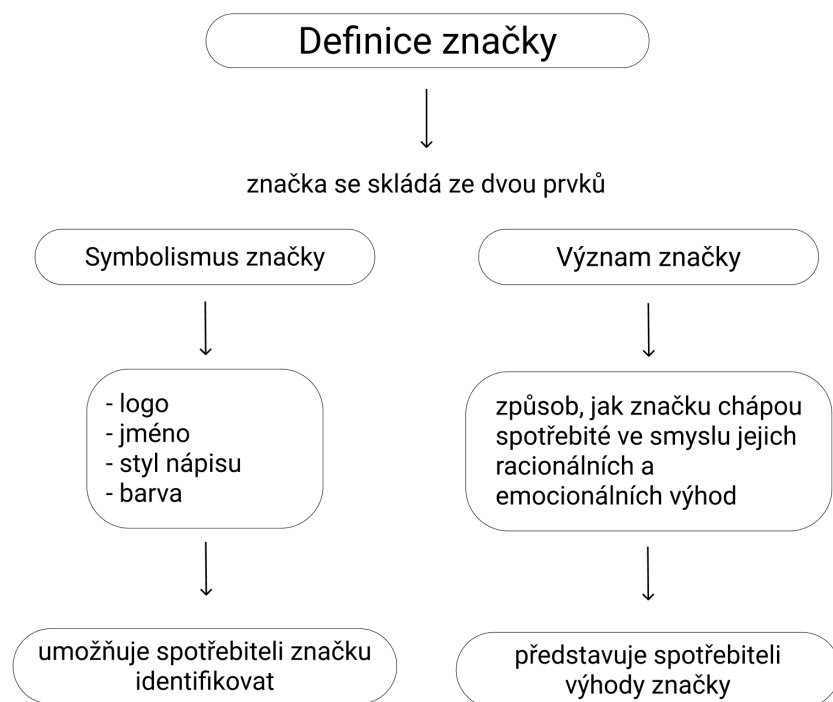 Definice značky
značka se skládá ze dvou prvků
Symbolismus značky
- logo
- jméno
- styl nápisu
- barva
umožňuje spotřebiteli značku
identifikovat
Význam značky
způsob, jak značku chápou
spotřebité ve smyslu jejich
racionálních a
emocionálních výhod
představuje spotřebiteli
výhody značky